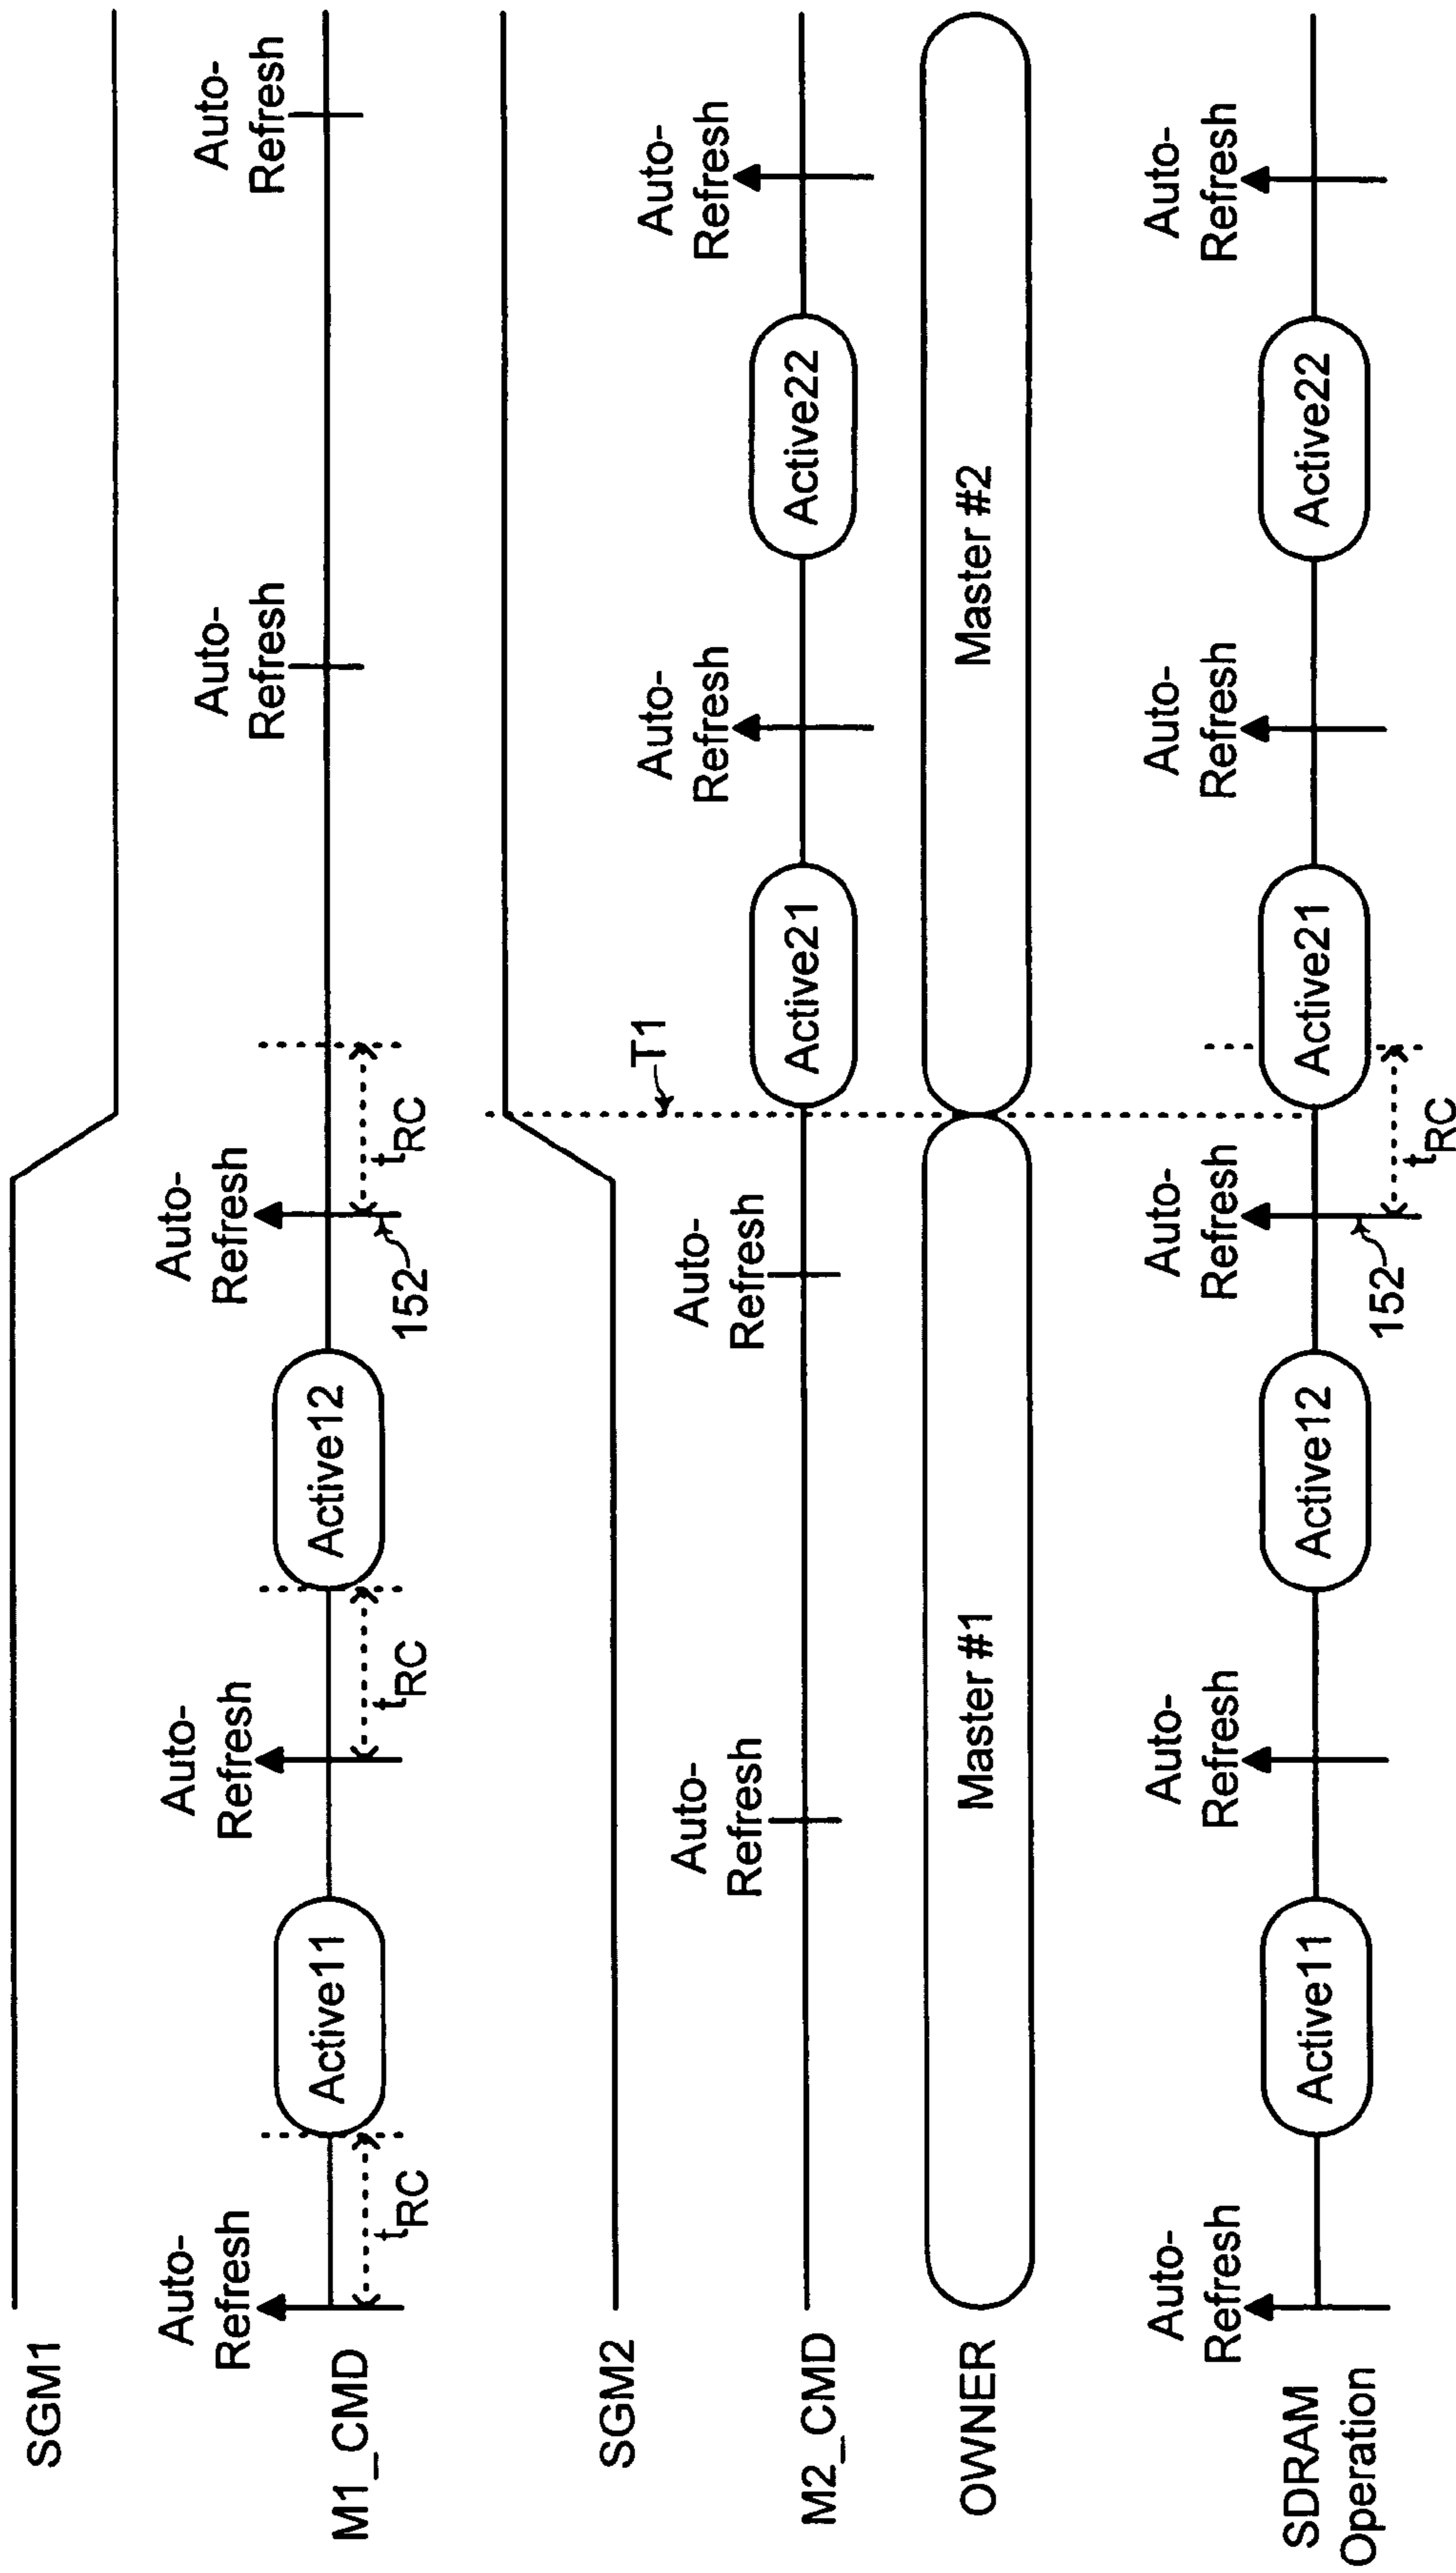 SGM1
Auto-
Refresh
Auto-
Refresh
Auto-
Refresh
Auto-
Refresh
Auto-
Refresh
M1_CMD
Active11
Active12
tRC
tRC
152
tRC
SGM2
T1
Auto-
Refresh
Auto-
Refresh
Auto-
Refresh
Auto-
Refresh
M2_CMD
Active21
Active22
OWNER
Master #1
Master #2
Auto-
Refresh
Auto-
Refresh
Auto-
Refresh
Auto-
Refresh
Auto-
Refresh
SDRAM
Operation
Active11
Active12
Active21
Active22
152
tRC